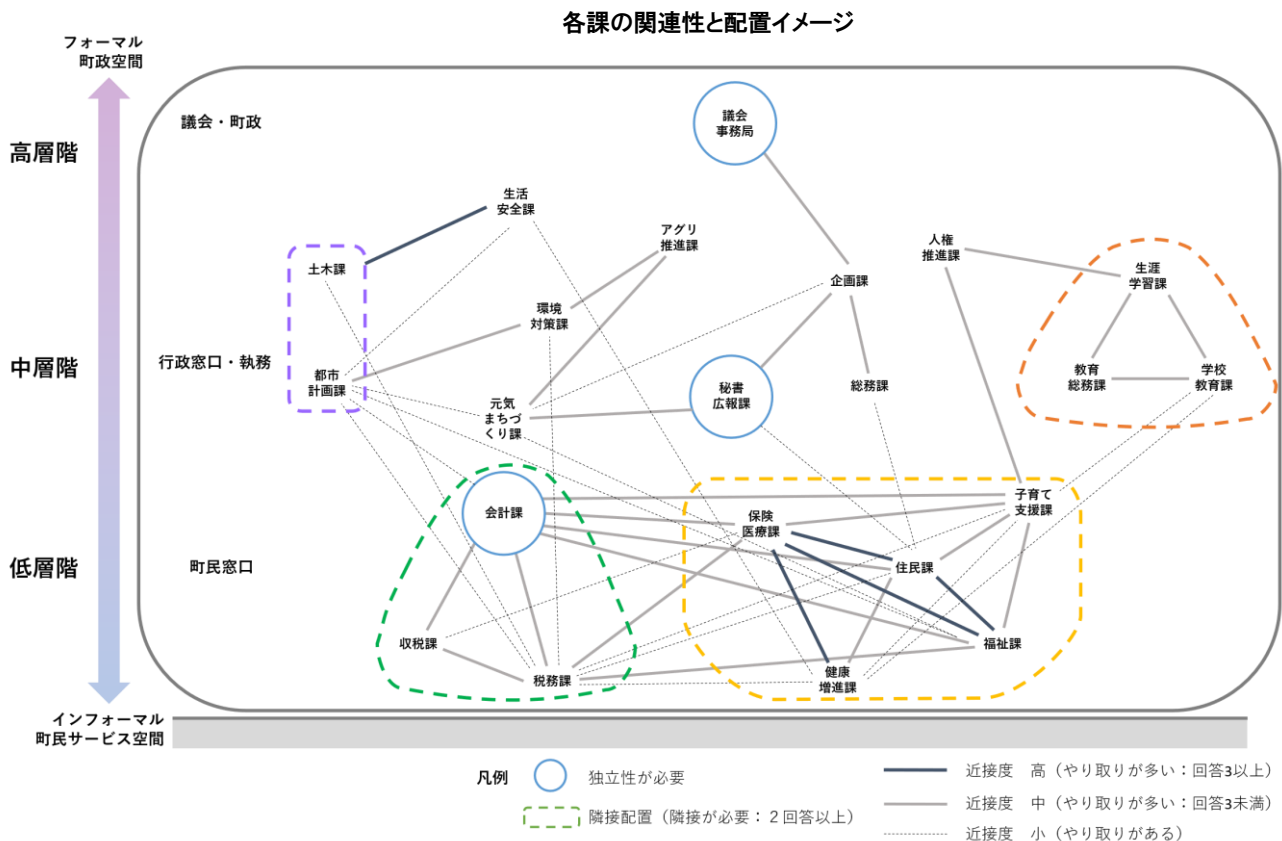 各課の関連性と配置イメージ
フォーマル
町政空間
議会・町政
高層階
議会
事務局
生活
安全課
アグリ
推進課
人権
推進課
土木課
企画課
生涯
学習課
環境
対策課
行政窓口・執務
中層階
都市
計画課
元気
まちづ
くり課
秘書
広報課
総務課
教育
総務課
学校
教育課
会計課
保険
医療課
子育て
支援課
町民窓口
低層階
住民課
収税課
税務課
健康
増進課
福祉課
インフォーマル
町民サービス空間
凡例
独立性が必要
隣接配置（隣接が必要：２回答以上）
近接度　高（やり取りが多い：回答3以上）
近接度　中（やり取りが多い：回答3未満）
近接度　小（やり取りがある）